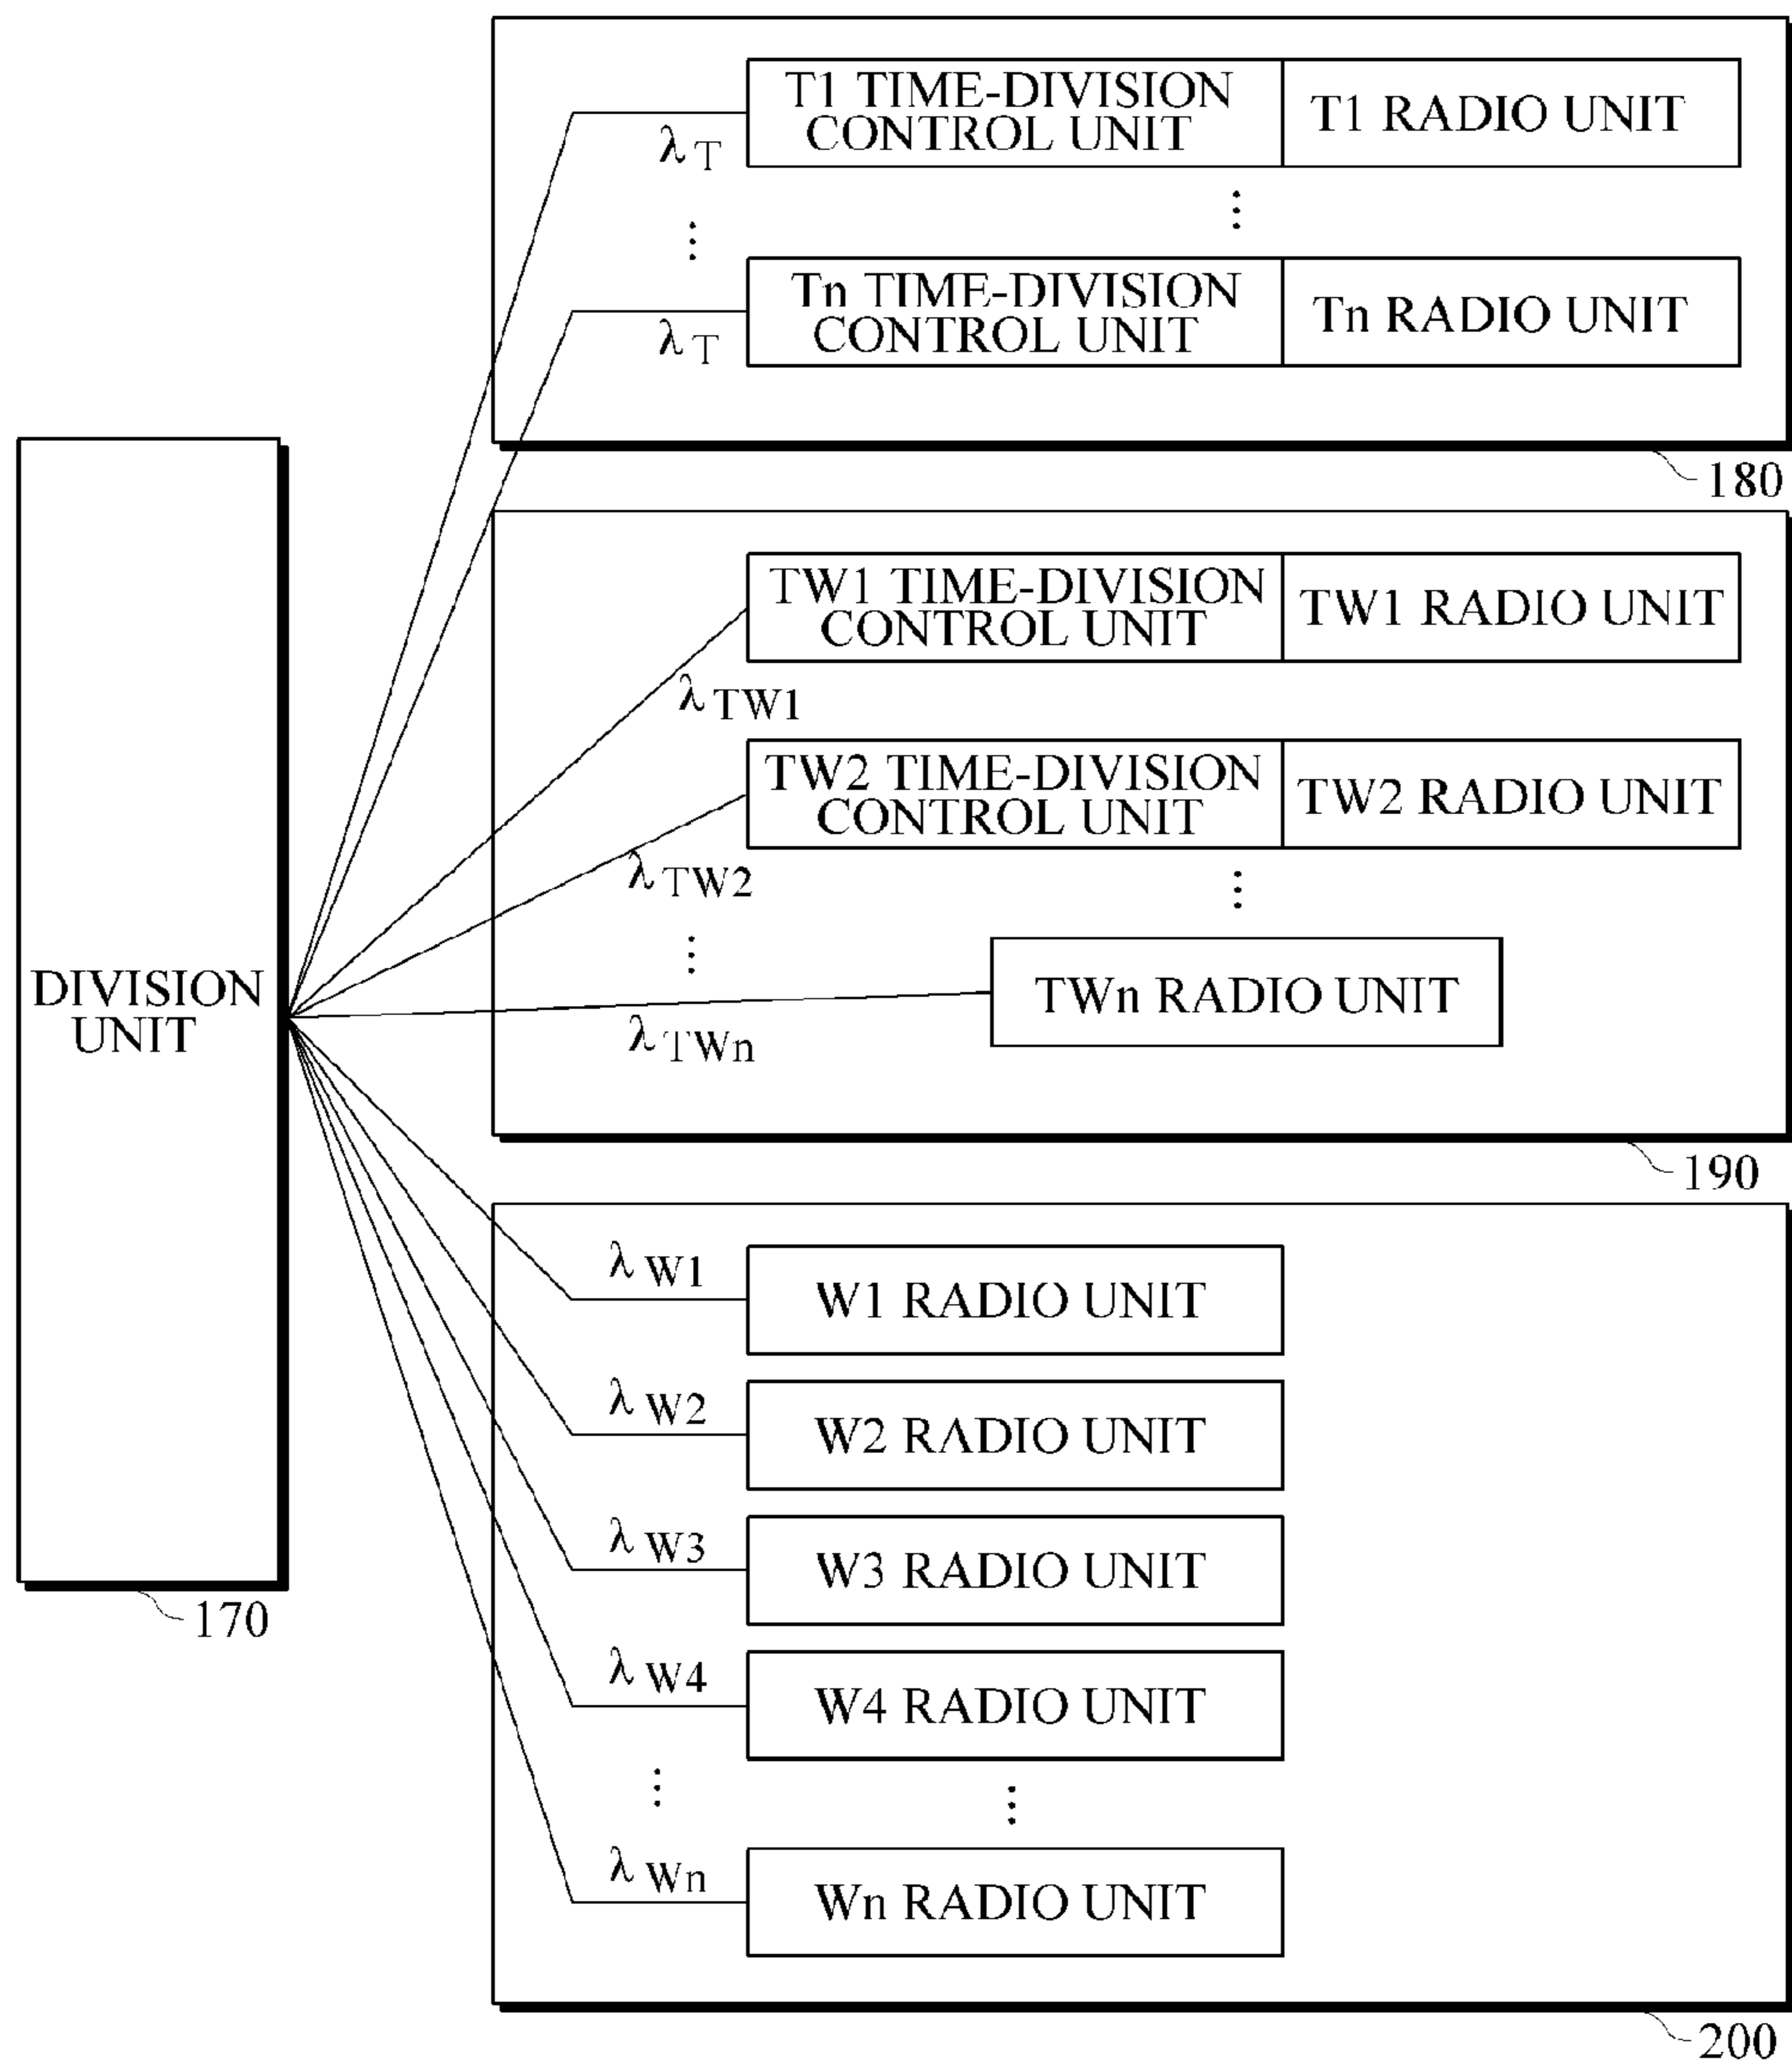 T1 TIME-DIVISION
CONTROL UNIT
T1 RADIO UNIT
λT
⋮
⋮
Tn TIME-DIVISION
CONTROL UNIT
Tn RADIO UNIT
λT
180
TW1 TIME-DIVISION
CONTROL UNIT
TW1 RADIO UNIT
λTW1
TW2 TIME-DIVISION
CONTROL UNIT
TW2 RADIO UNIT
λTW2
⋮
⋮
TWn RADIO UNIT
λTWn
DIVISION
UNIT
190
λW1
W1 RADIO UNIT
λW2
W2 RADIO UNIT
λW3
W3 RADIO UNIT
170
λW4
W4 RADIO UNIT
⋮
⋮
λWn
Wn RADIO UNIT
200